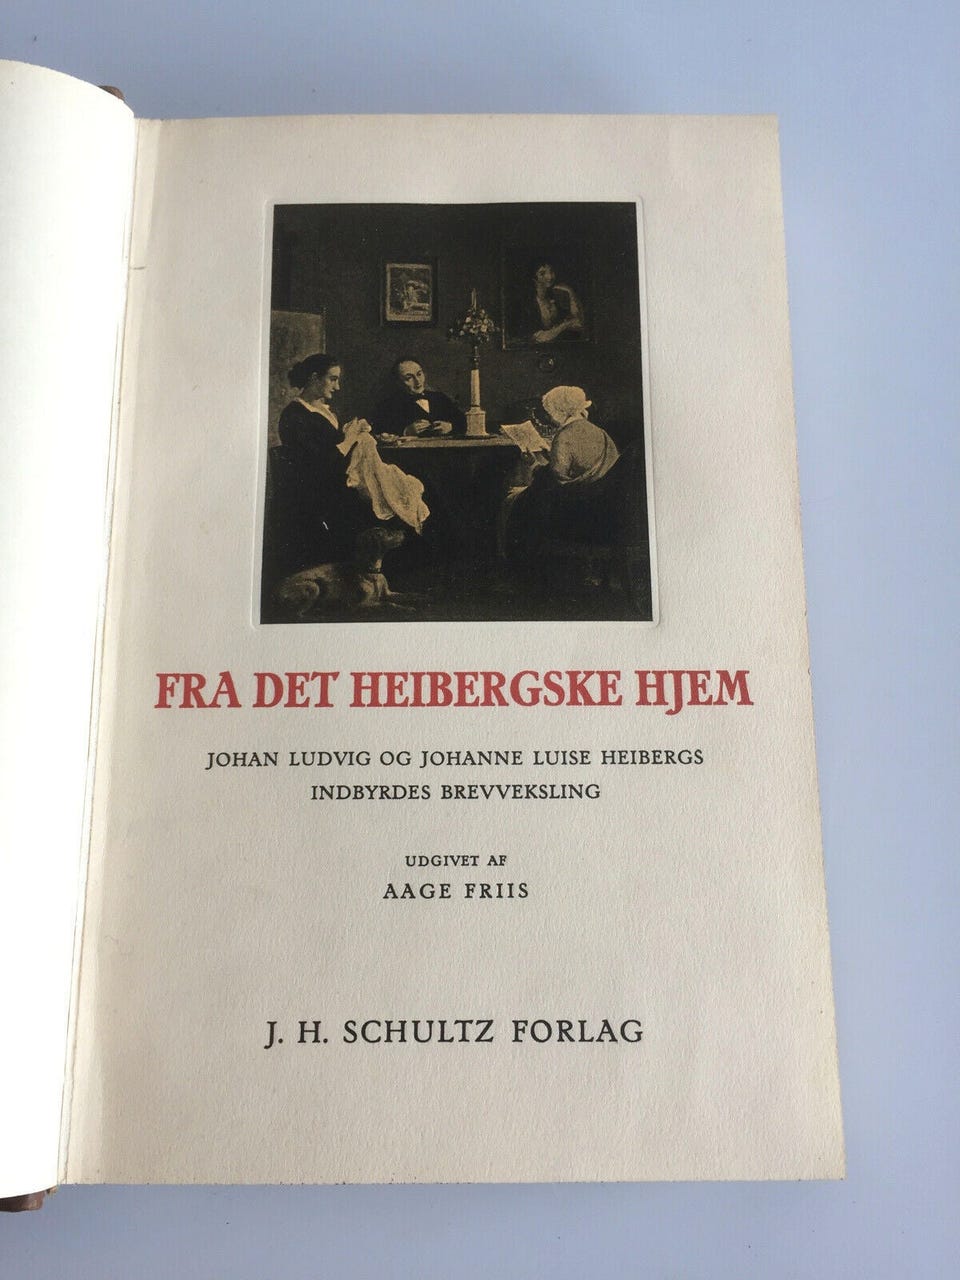 FRA DET HEIBERGSKE HJEM
JOHAN LUDVIG OG JOHANNE LUISE HEIBERGS
INDBYRDES BREVVEKSLING
UDGIVET AF
AAGE FRIIS
J. H. SCHULTZ FORLAG